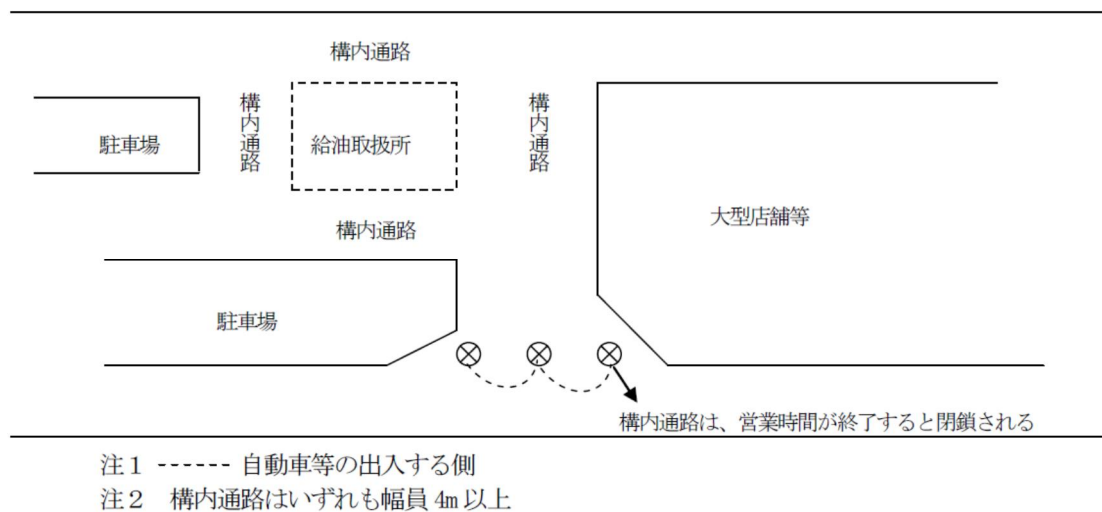 構内通路
構内通路
構内通路
駐車場
給油取扱所
大型店舗等
構内通路
駐車場
構内通路は、営業時間が終了すると閉鎖される
注1 ------ 自動車等の出入する側
注2 構内通路はいずれも幅員 4m 以上